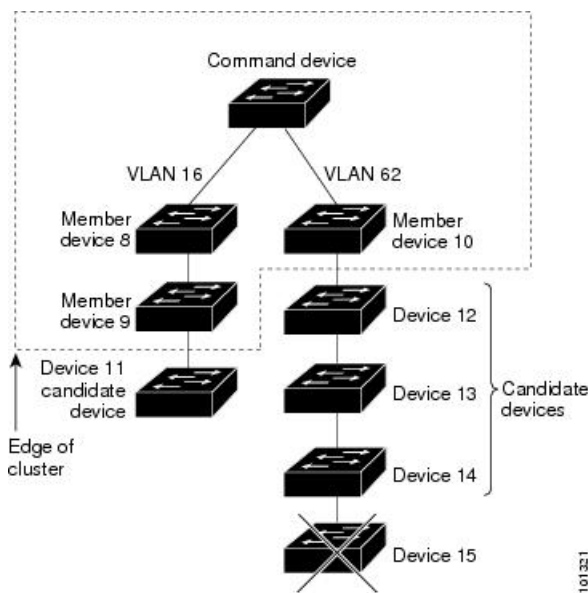 Command device
VLAN 16
VLAN 62
Member
device 8
Member
device 10
Member
device 9
Device 12
Device 11
candidate
device
Device 13
Candidate
devices
Edge of
cluster
Device 14
Device 15
101321